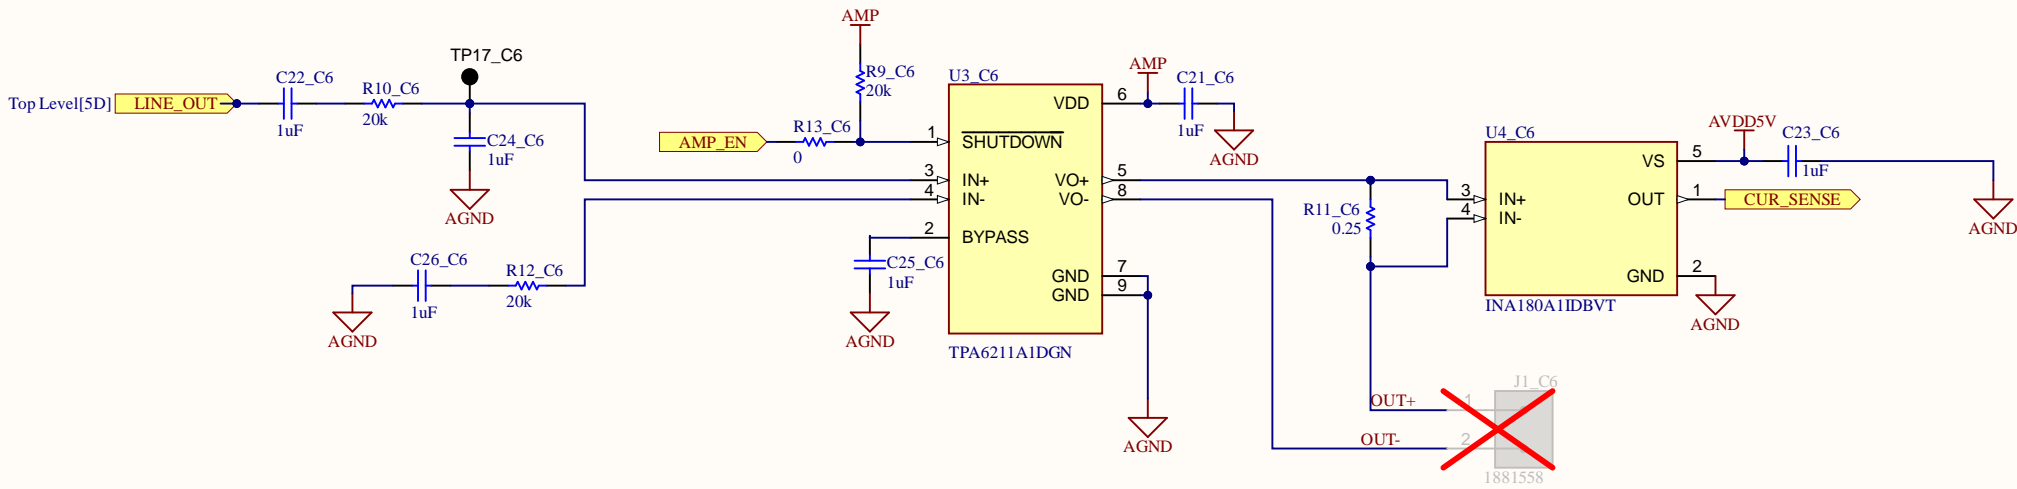 AMP
TP17_C6
C22_C6
R10_C6
Top Level[5D]
LINE_OUT
1uF
20k
C24_C6
1uF
AGND
R9_C6
20k
R13_C6
AMP_EN
0
U3_C6
VDD
6
1
SHUTDOWN
3
IN+
4
IN-
VO+
5
VO-
8
2
BYPASS
GND
7
GND
9
TPA6211A1DGN
AMP
C21_C6
1uF
AGND
C26_C6
R12_C6
1uF
20k
AGND
C25_C6
1uF
AGND
AGND
R11_C6
0.25
U4_C6
VS
5
3
IN+
4
IN-
OUT
1
GND
2
INA180A1IDBVT
AVDD5V
C23_C6
1uF
CUR_SENSE
AGND
AGND
J1_C6
OUT+
1
OUT-
2
1881558